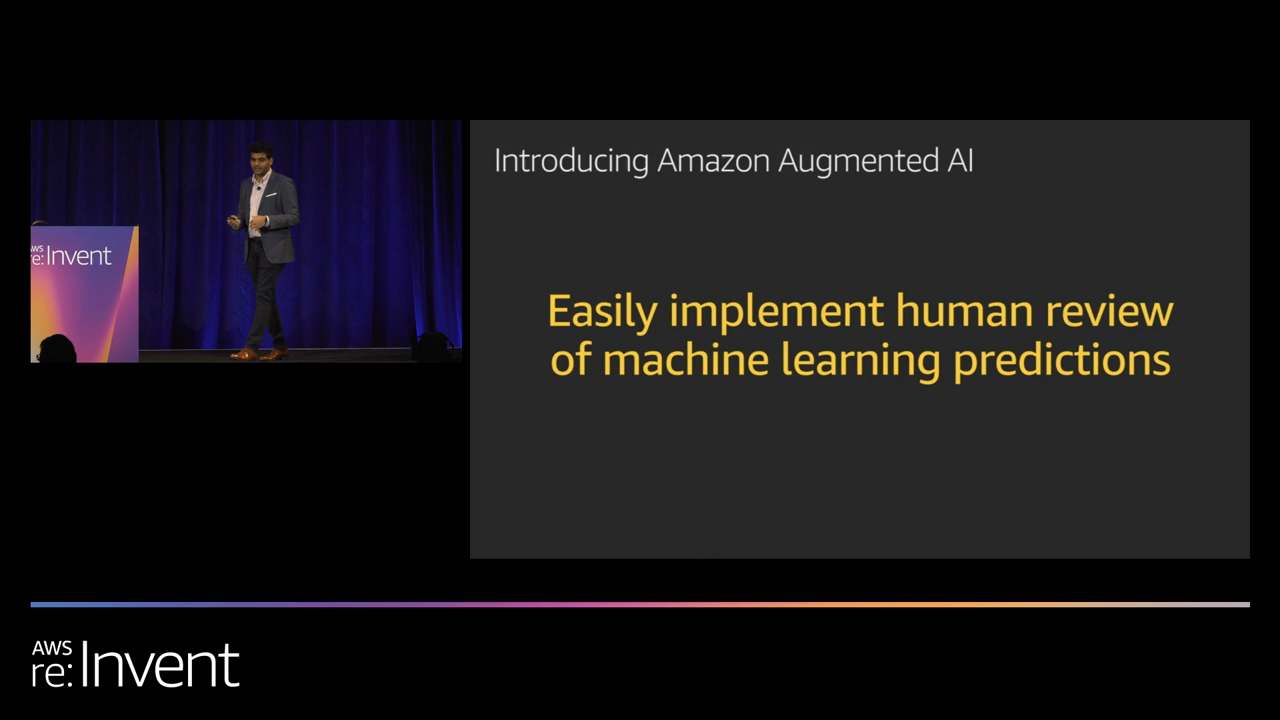 Introducing Amazon Augmented AI
Easily implement human review
of machine learning predictions
AWS
re:Invent
AWS
re:Invent